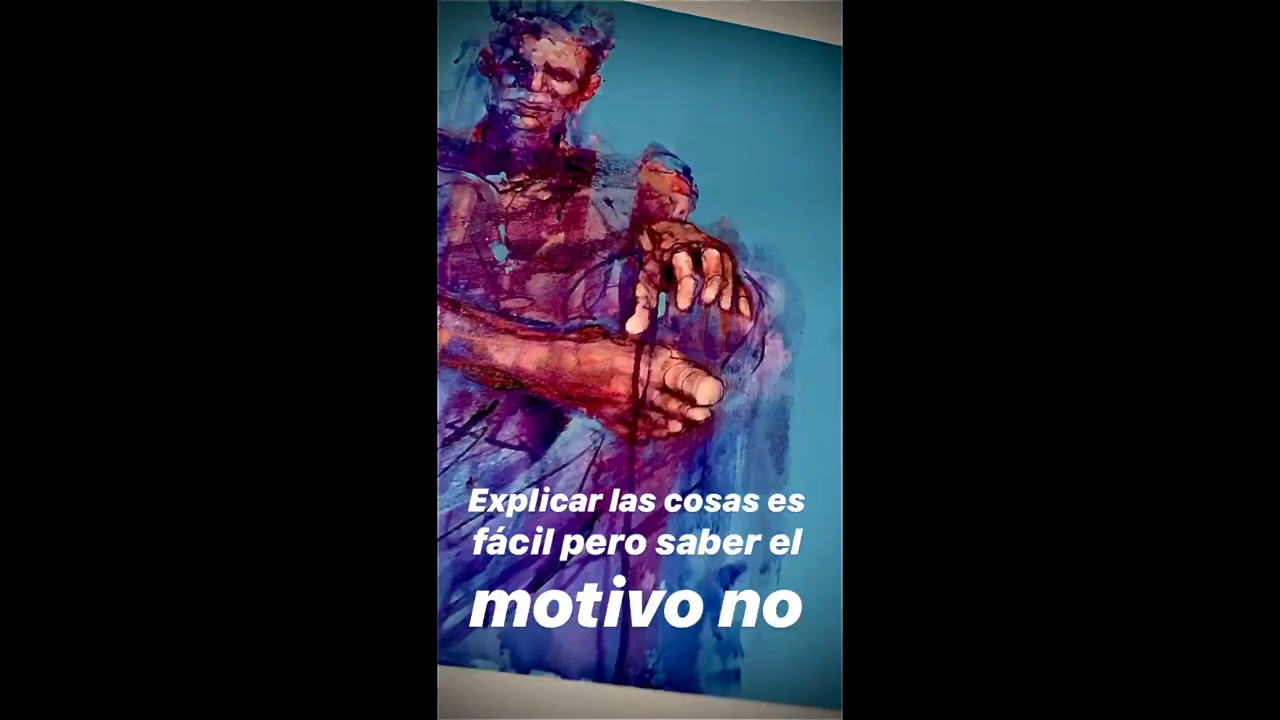 Explicar las cosas es
fácil pero saber el
motivo no